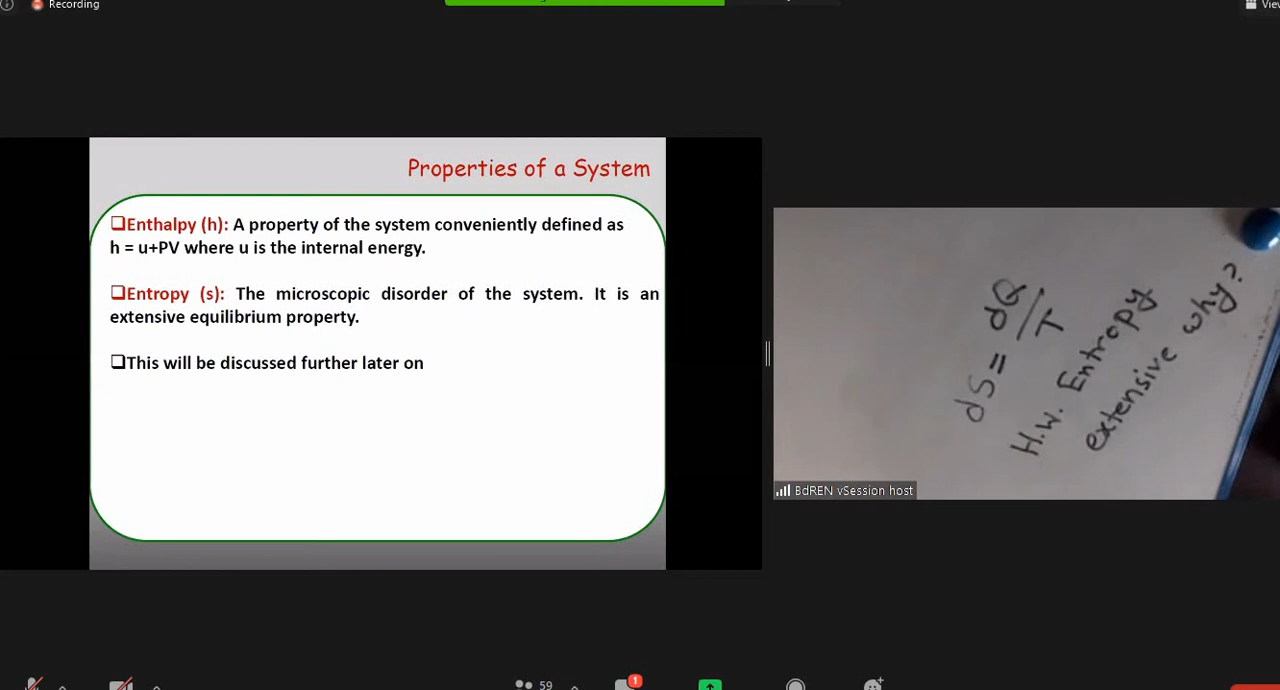 Recording
View
Properties of a System
❑Enthalpy (h): A property of the system conveniently defined as
h = u+PV where u is the internal energy.
❑Entropy (s): The microscopic disorder of the system. It is an
extensive equilibrium property.
❑This will be discussed further later on
dS = dQ/T
H.W. Entropy
extensive why?
BdREN vSession host
59
1